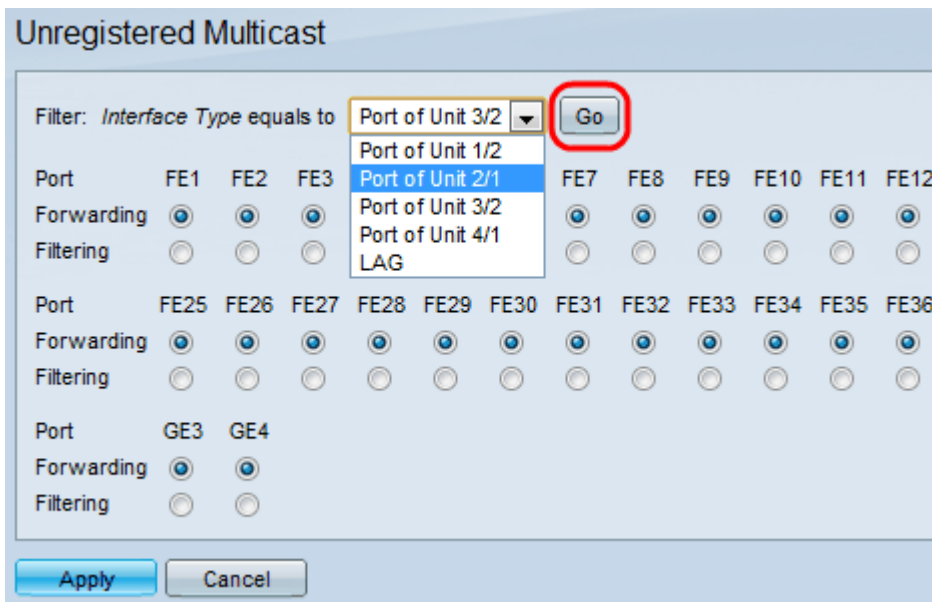 Unregistered Multicast
Filter: Interface Type equals to Port of Unit 3/2 Go
Port of Unit 1/2
Port of Unit 2/1
Port of Unit 3/2
Port of Unit 4/1
LAG
Port FE1 FE2 FE3 FE7 FE8 FE9 FE10 FE11 FE12
Forwarding
Filtering
Port FE25 FE26 FE27 FE28 FE29 FE30 FE31 FE32 FE33 FE34 FE35 FE36
Forwarding
Filtering
Port GE3 GE4
Forwarding
Filtering
Apply Cancel